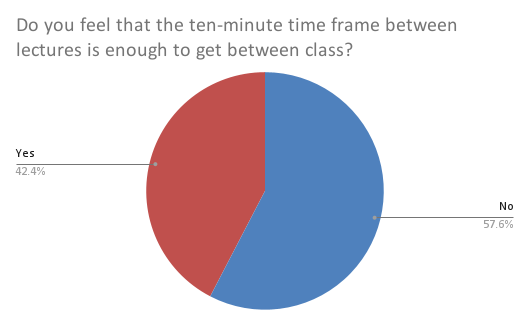 Do you feel that the ten-minute time frame between
lectures is enough to get between class?
Yes
42.4%
No
57.6%